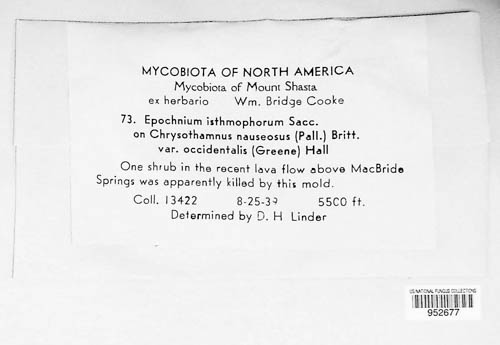 MYCOBIOTA OF NORTH AMERICA
Mycobiota of Mount Shasta
ex herbario Wm. Bridge Cooke
73. Epochnium isthmophorum Sacc.
on Chrysothamnus nauseosus (Pall.) Britt.
var. occidentalis (Greene) Hall
One shrub in the recent lava flow above MacBride
Springs was apparently killed by this mold.
Coll. 13422 8-25-39 5500 ft.
Determined by D. H Linder
US NATIONAL FUNGUS COLLECTIONS
952677